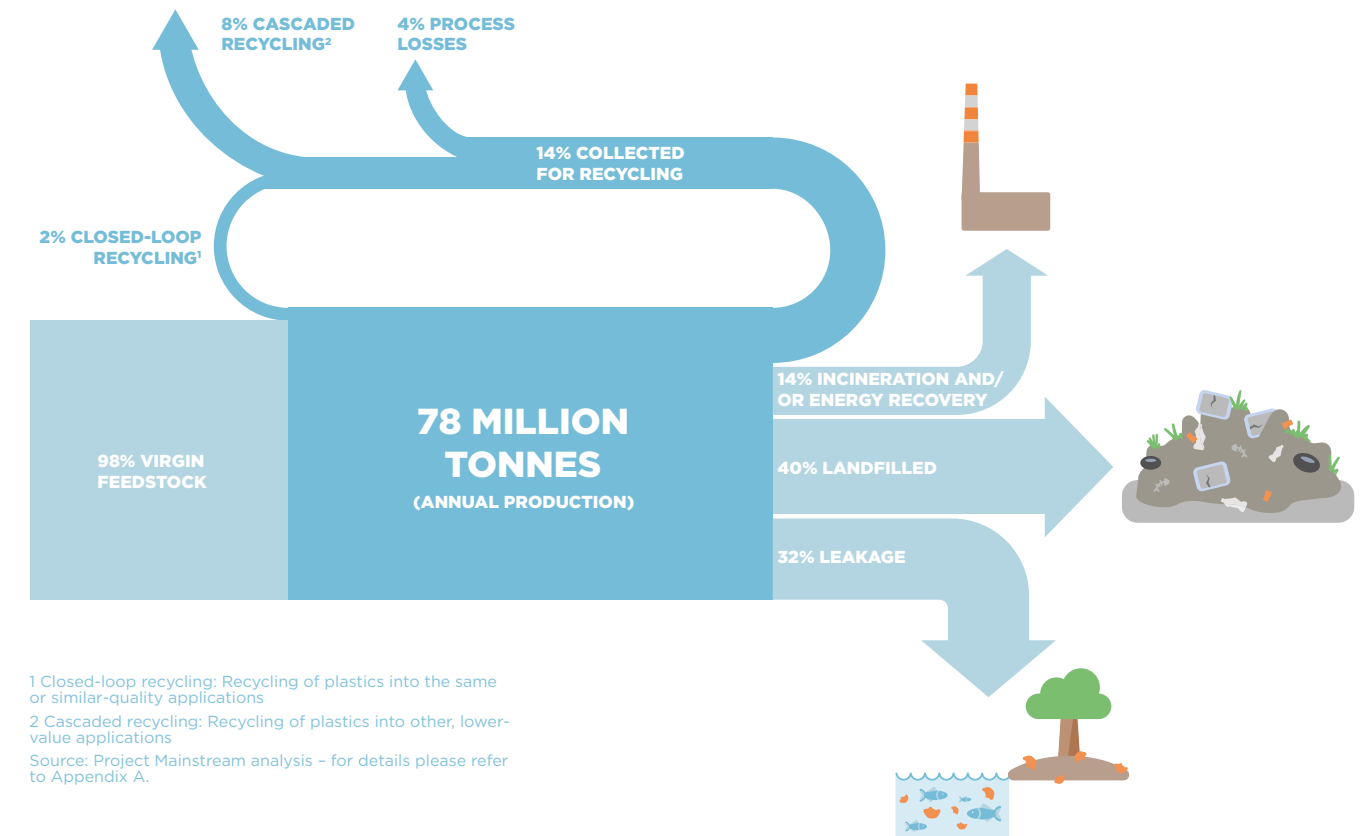 8% CASCADED
RECYCLING²
4% PROCESS
LOSSES
14% COLLECTED
FOR RECYCLING
2% CLOSED-LOOP
RECYCLING¹
14% INCINERATION AND/
OR ENERGY RECOVERY
78 MILLION
TONNES
(ANNUAL PRODUCTION)
98% VIRGIN
FEEDSTOCK
40% LANDFILLED
32% LEAKAGE
1 Closed-loop recycling: Recycling of plastics into the same
or similar-quality applications
2 Cascaded recycling: Recycling of plastics into other, lower-
value applications
Source: Project Mainstream analysis – for details please refer
to Appendix A.